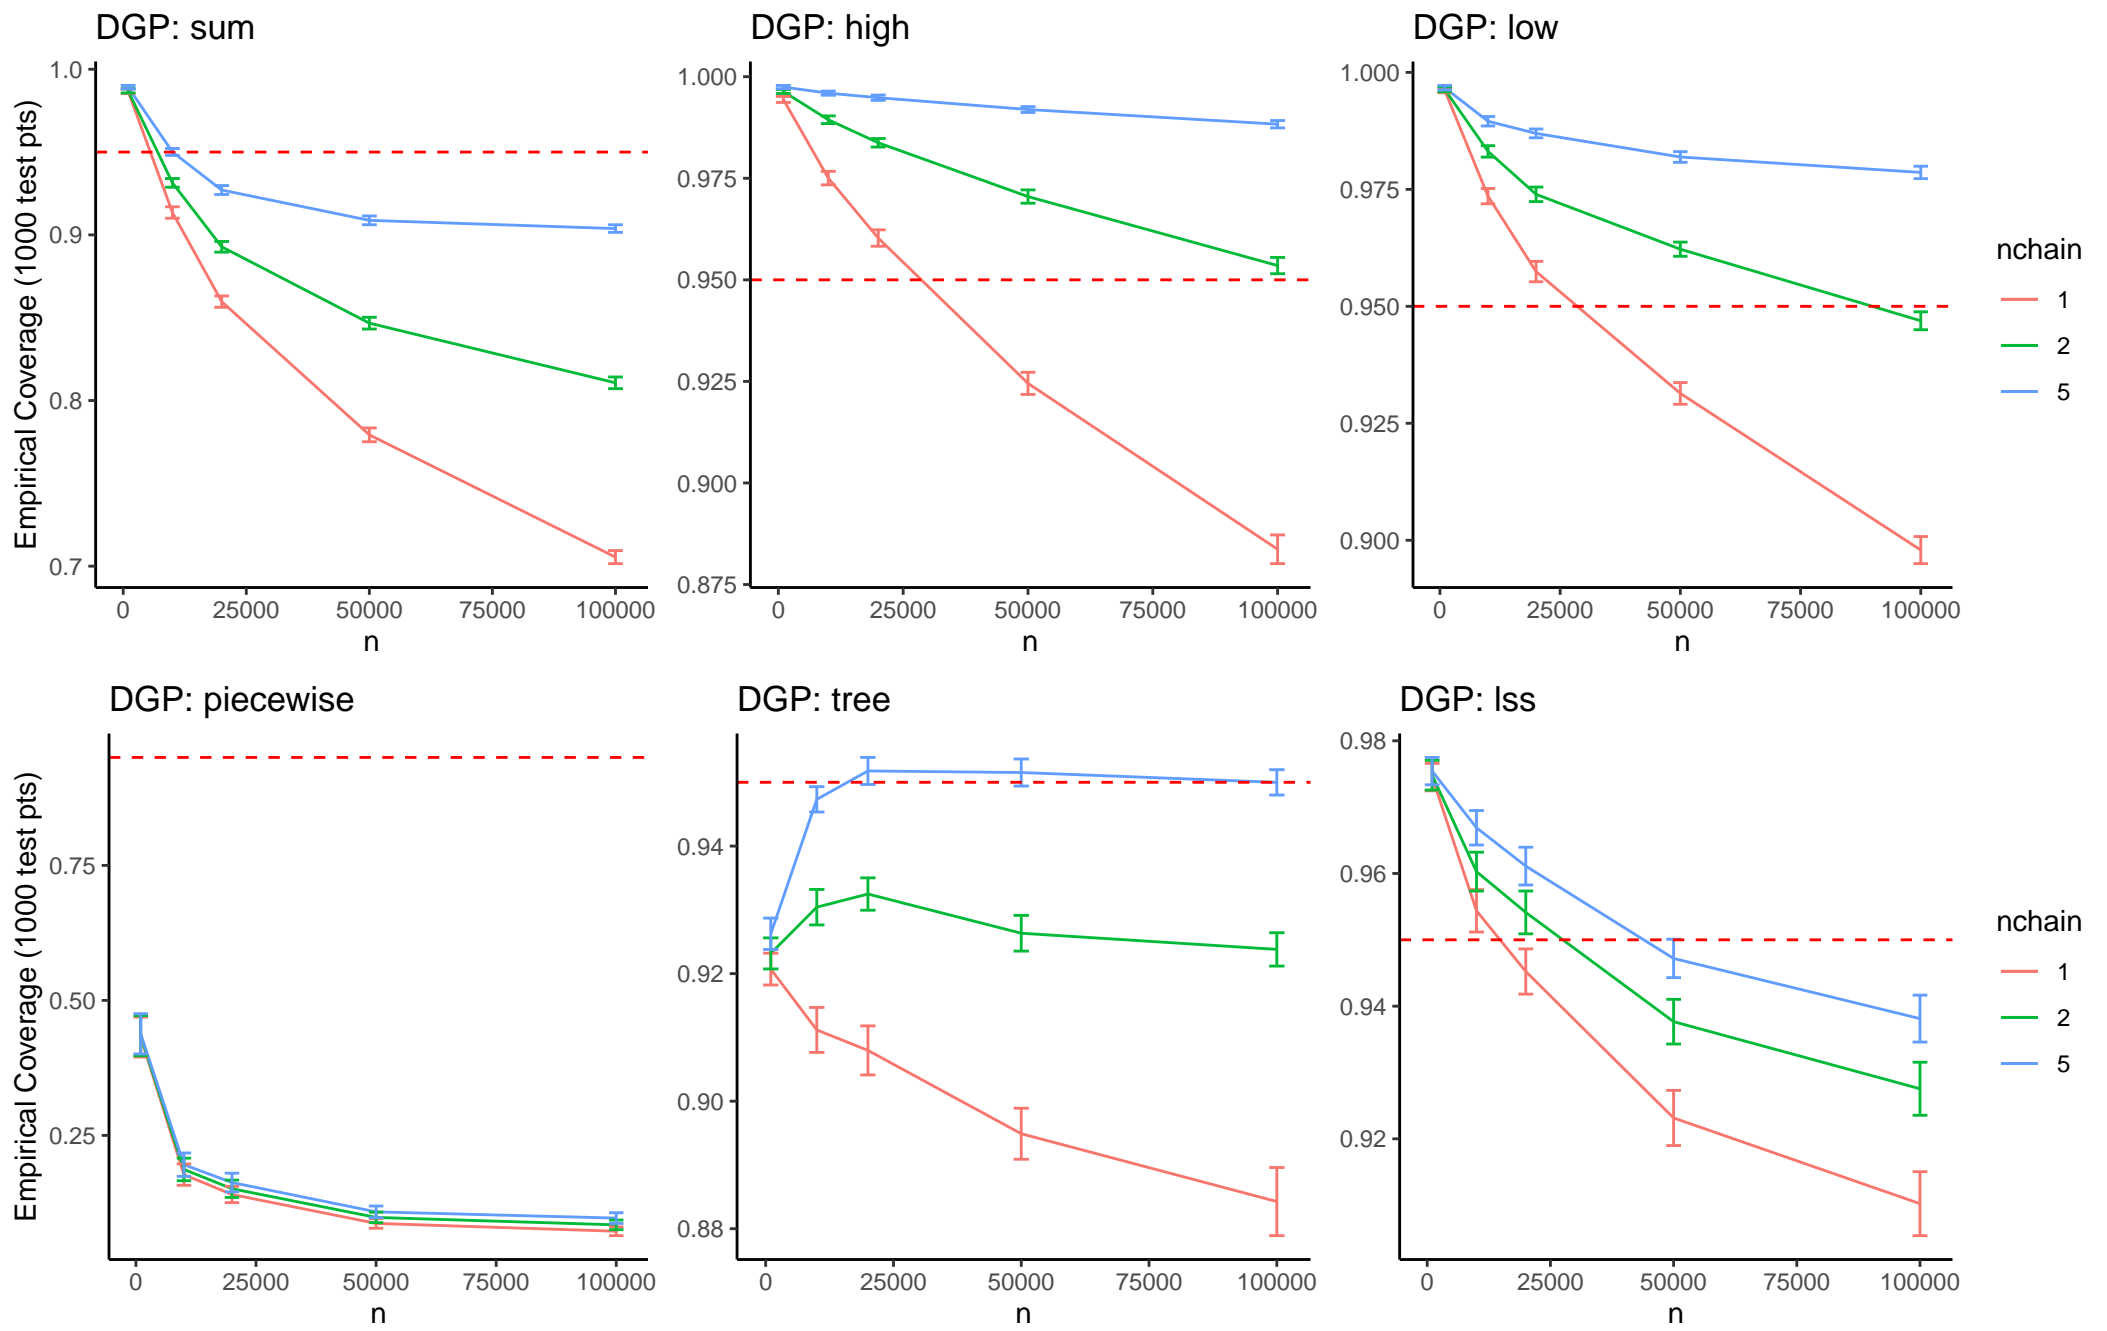 DGP: sum
1.0
0.9
0.8
0.7
Empirical Coverage (1000 test pts)
0 25000 50000 75000 100000
n
DGP: high
1.000
0.975
0.950
0.925
0.900
0.875
0 25000 50000 75000 100000
n
DGP: low
1.000
0.975
0.950
0.925
0.900
0 25000 50000 75000 100000
n
nchain
1
2
5
DGP: piecewise
0.75
0.50
0.25
Empirical Coverage (1000 test pts)
0 25000 50000 75000 100000
n
DGP: tree
0.94
0.92
0.90
0.88
0 25000 50000 75000 100000
n
DGP: lss
0.98
0.96
0.94
0.92
0 25000 50000 75000 100000
n
nchain
1
2
5